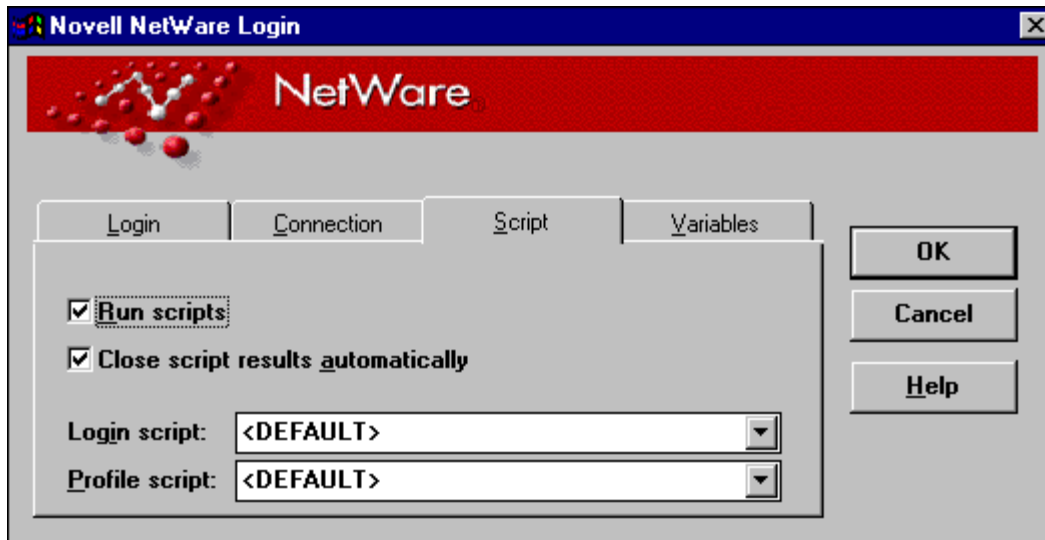 Novell NetWare Login
NetWare
Login Connection Script Variables
OK
Run scripts
Cancel
Close script results automatically
Help
Login script: <DEFAULT>
Profile script: <DEFAULT>